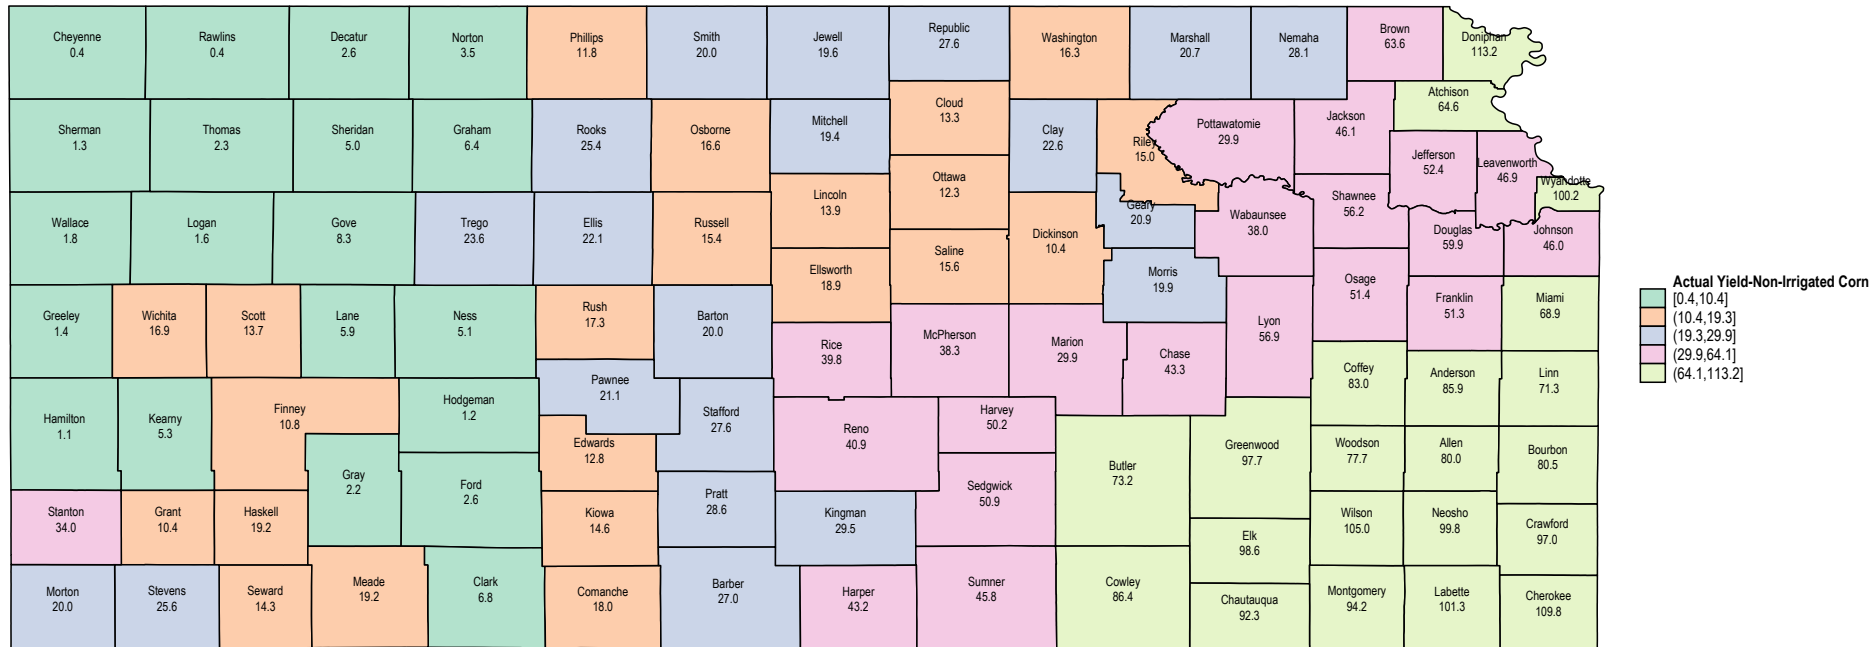 Cheyenne
0.4
Rawlins
0.4
Decatur
2.6
Norton
3.5
Phillips
11.8
Smith
20.0
Jewell
19.6
Republic
27.6
Washington
16.3
Marshall
20.7
Nemaha
28.1
Brown
63.6
Doniphan
113.2
Atchison
64.6
Sherman
1.3
Thomas
2.3
Sheridan
5.0
Graham
6.4
Rooks
25.4
Osborne
16.6
Mitchell
19.4
Cloud
13.3
Clay
22.6
Riley
15.0
Pottawatomie
29.9
Jackson
46.1
Jefferson
52.4
Leavenworth
46.9
Wyandotte
100.2
Ottawa
12.3
Lincoln
13.9
Wallace
1.8
Logan
1.6
Gove
8.3
Trego
23.6
Ellis
22.1
Russell
15.4
Dickinson
10.4
Geary
20.9
Wabaunsee
38.0
Shawnee
56.2
Douglas
59.9
Johnson
46.0
Saline
15.6
Ellsworth
18.9
Morris
19.9
Osage
51.4
Franklin
51.3
Miami
68.9
Actual Yield-Non-Irrigated Corn
[0.4,10.4]
(10.4,19.3]
(19.3,29.9]
(29.9,64.1]
(64.1,113.2]
Greeley
1.4
Wichita
16.9
Scott
13.7
Lane
5.9
Ness
5.1
Rush
17.3
Barton
20.0
Rice
39.8
McPherson
38.3
Marion
29.9
Chase
43.3
Lyon
56.9
Coffey
83.0
Anderson
85.9
Linn
71.3
Hamilton
1.1
Kearny
5.3
Finney
10.8
Hodgeman
1.2
Pawnee
21.1
Stafford
27.6
Reno
40.9
Harvey
50.2
Edwards
12.8
Gray
2.2
Ford
2.6
Butler
73.2
Greenwood
97.7
Woodson
77.7
Allen
80.0
Bourbon
80.5
Sedgwick
50.9
Pratt
28.6
Kingman
29.5
Kiowa
14.6
Stanton
34.0
Grant
10.4
Haskell
19.2
Elk
98.6
Wilson
105.0
Neosho
99.8
Crawford
97.0
Morton
20.0
Stevens
25.6
Seward
14.3
Meade
19.2
Clark
6.8
Comanche
18.0
Barber
27.0
Harper
43.2
Sumner
45.8
Cowley
86.4
Chautauqua
92.3
Montgomery
94.2
Labette
101.3
Cherokee
109.8